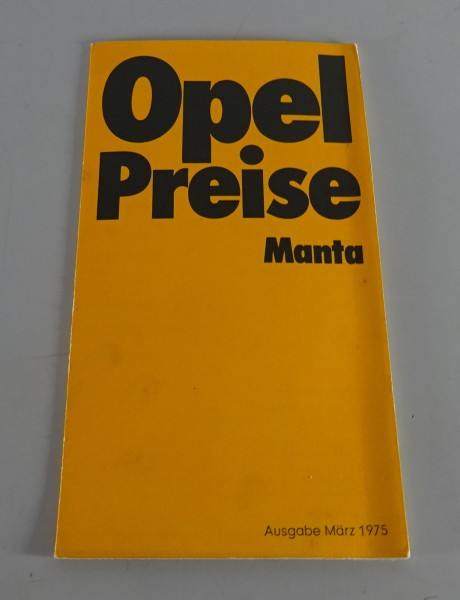 Opel
Preise
Manta
Ausgabe März 1975